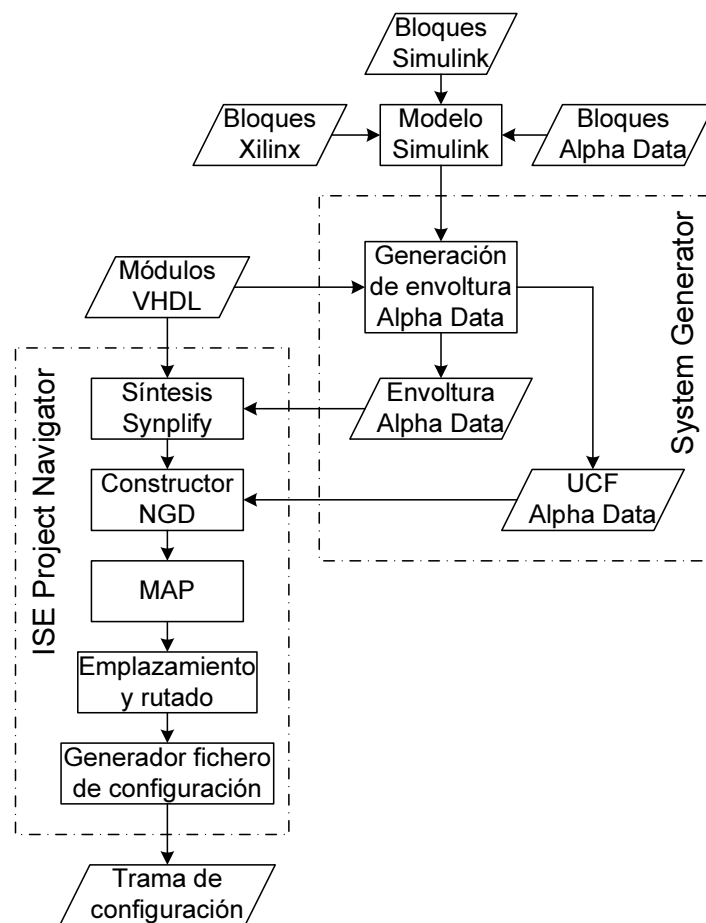 Bloques
Simulink
Bloques
Xilinx
Modelo
Simulink
Bloques
Alpha Data
System Generator
Generación
de envoltura
Alpha Data
Módulos
VHDL
ISE Project Navigator
Síntesis
Synplify
Envoltura
Alpha Data
Constructor
NGD
UCF
Alpha Data
MAP
Emplazamiento
y rutado
Generador fichero
de configuración
Trama de
configuración